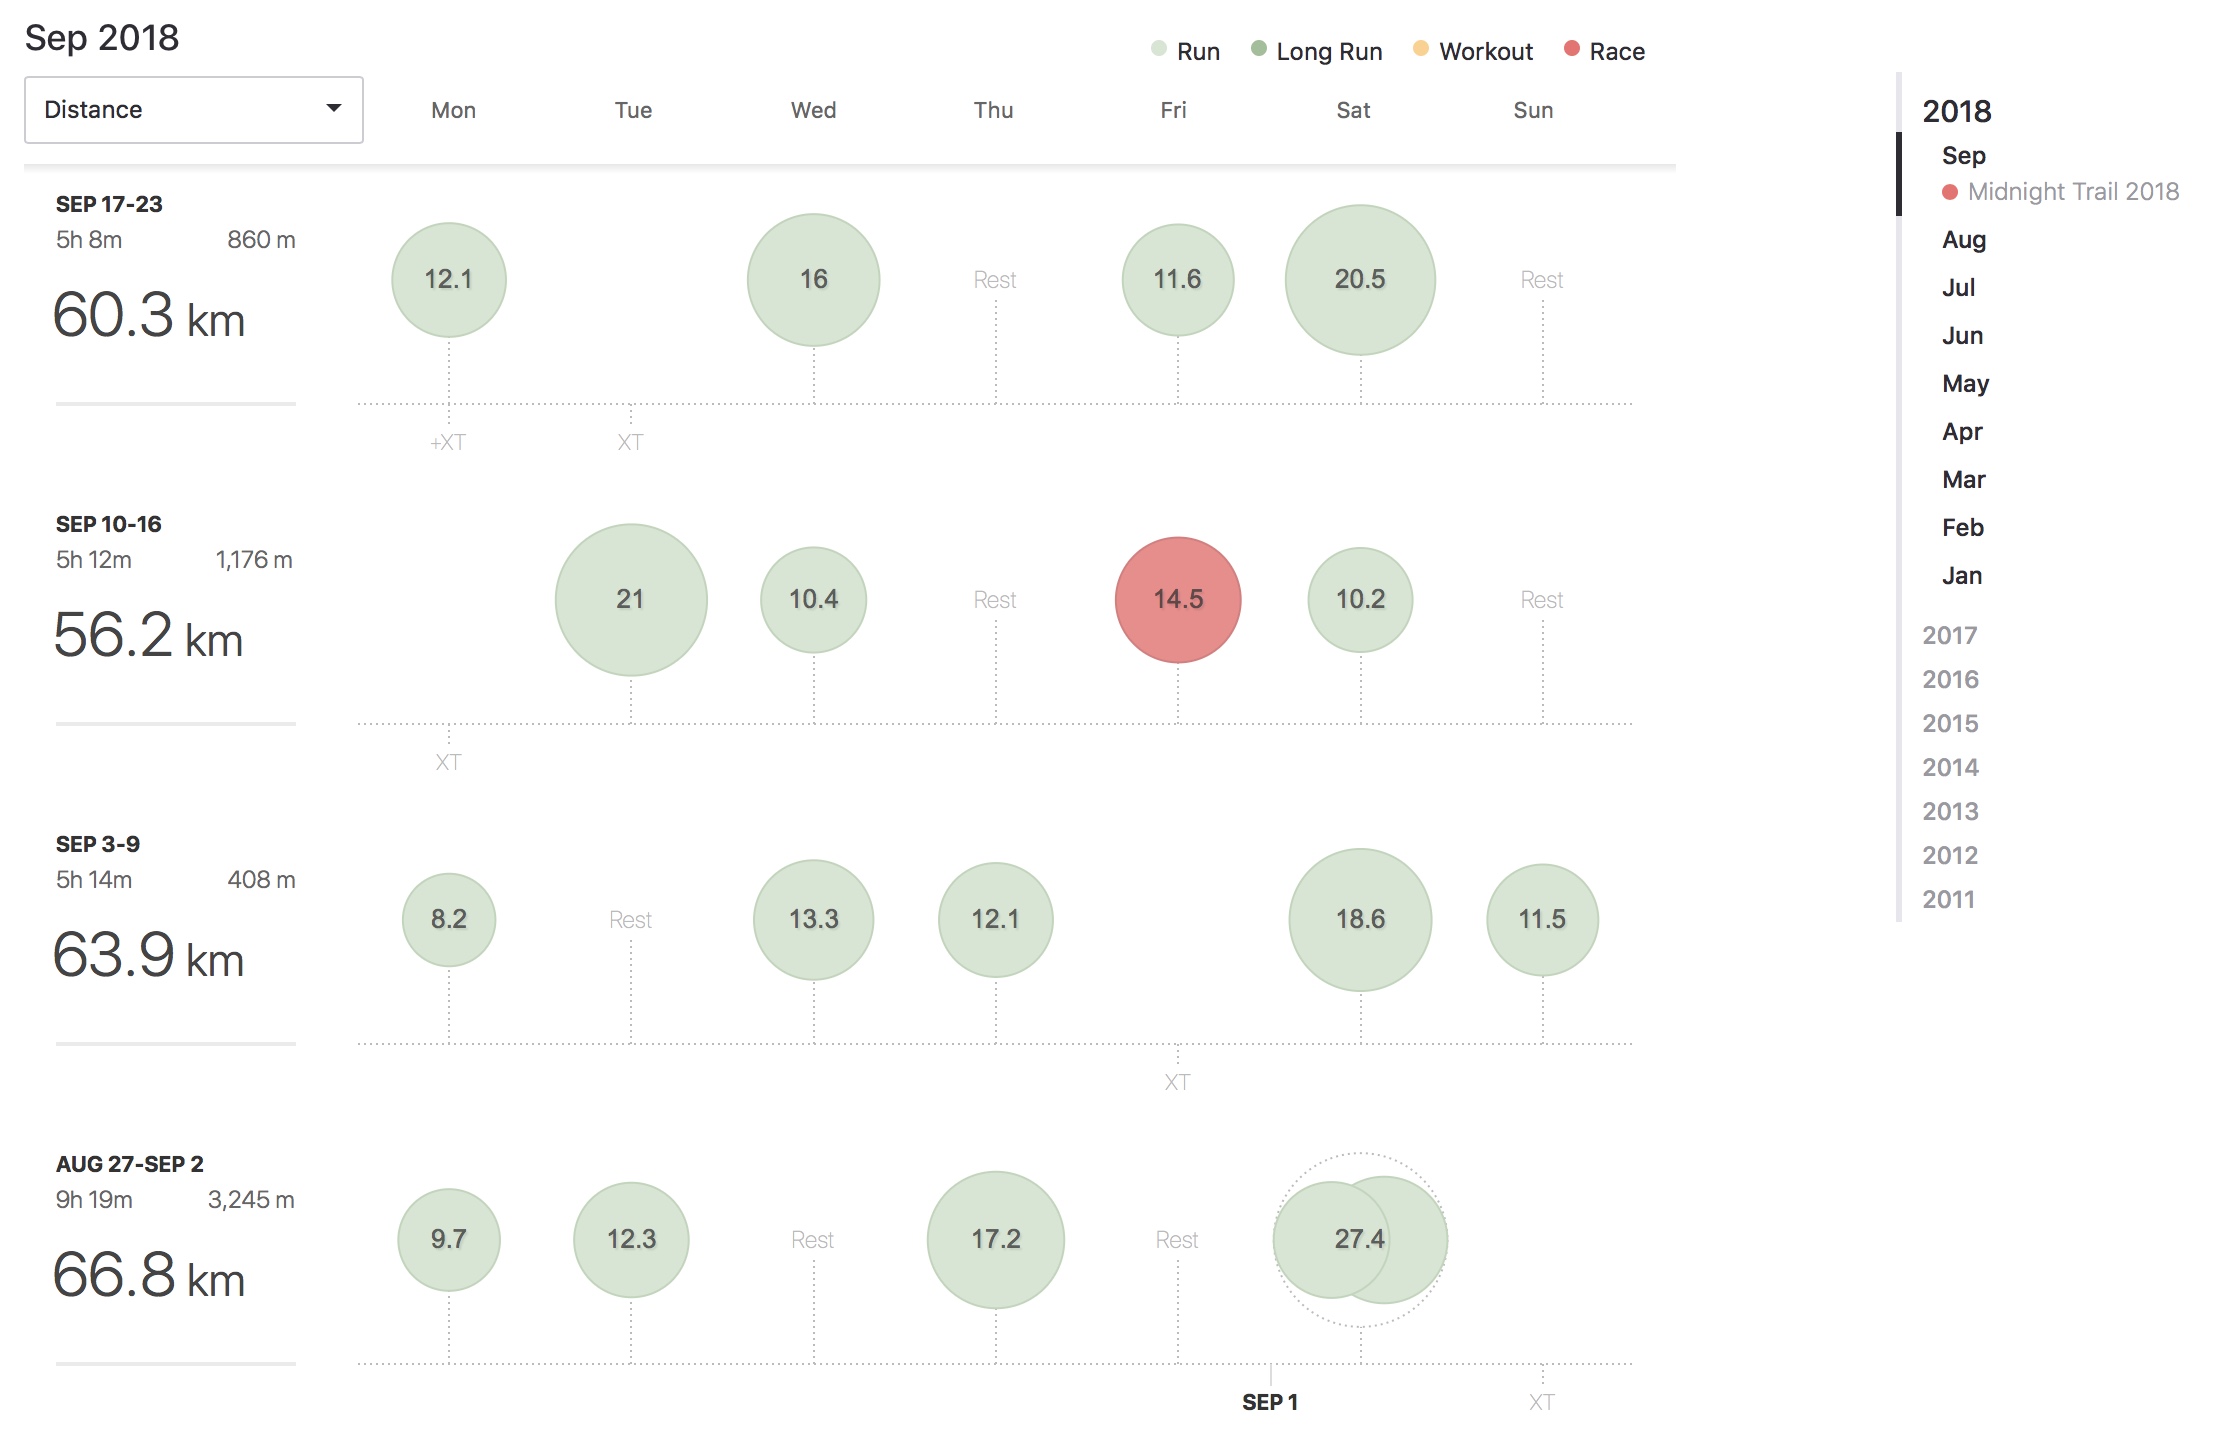 Sep 2018
Run Long Run Workout Race
Distance Mon Tue Wed Thu Fri Sat Sun
SEP 17-23
5h 8m 860 m
60.3 km
12.1 16 Rest 11.6 20.5 Rest
+XT XT
SEP 10-16
5h 12m 1,176 m
56.2 km
21 10.4 Rest 14.5 10.2 Rest
XT
SEP 3-9
5h 14m 408 m
63.9 km
8.2 Rest 13.3 12.1 18.6 11.5
XT
AUG 27-SEP 2
9h 19m 3,245 m
66.8 km
9.7 12.3 Rest 17.2 Rest 27.4
SEP 1 XT
2018
Sep
Midnight Trail 2018
Aug
Jul
Jun
May
Apr
Mar
Feb
Jan
2017
2016
2015
2014
2013
2012
2011